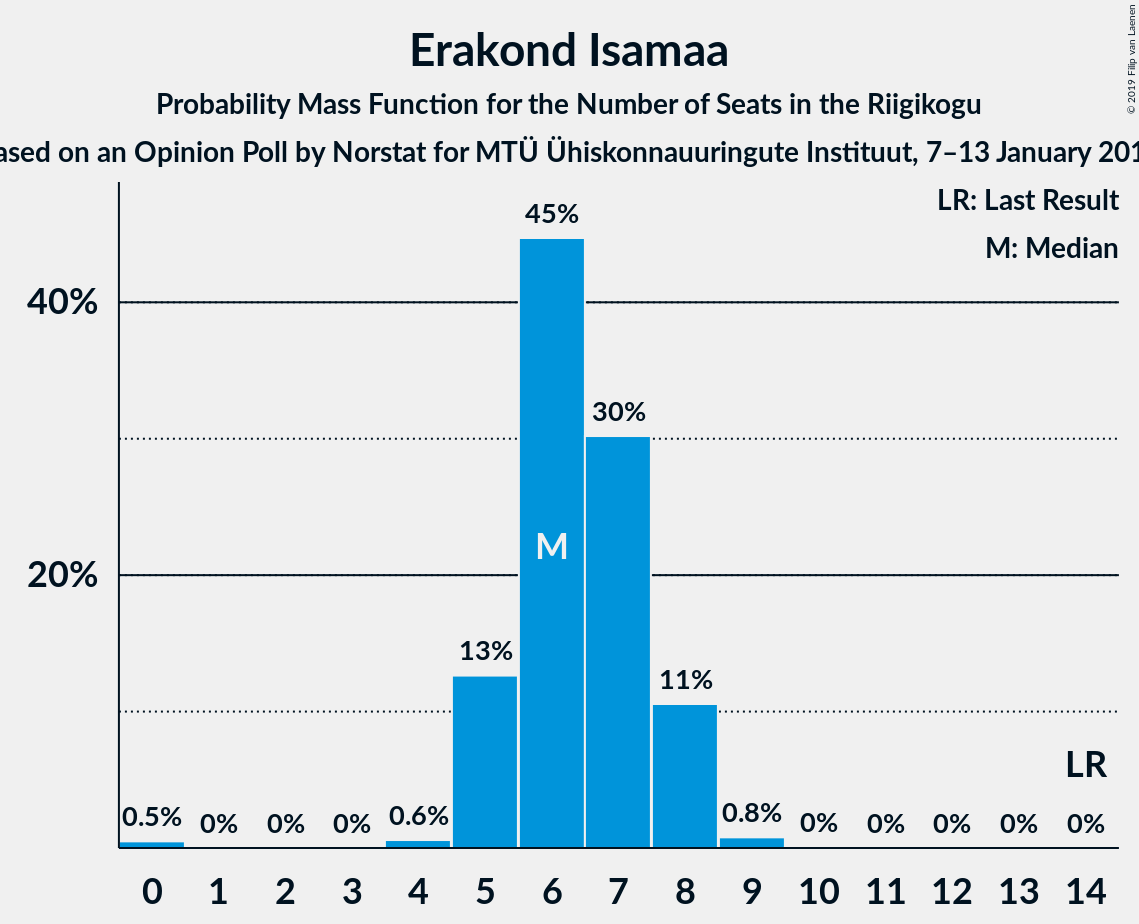 Erakond Isamaa
Probability Mass Function for the Number of Seats in the Riigikogu
ased on an Opinion Poll by Norstat for MTÜ Ühiskonnauuringute Instituut, 7–13 January 201
© 2019 Filip van Laenen
LR: Last Result
M: Median
45%
40%
30%
M
20%
13%
11%
LR
0.5% 0% 0% 0% 0.6% 0.8% 0% 0% 0% 0% 0%
0 1 2 3 4 5 6 7 8 9 10 11 12 13 14